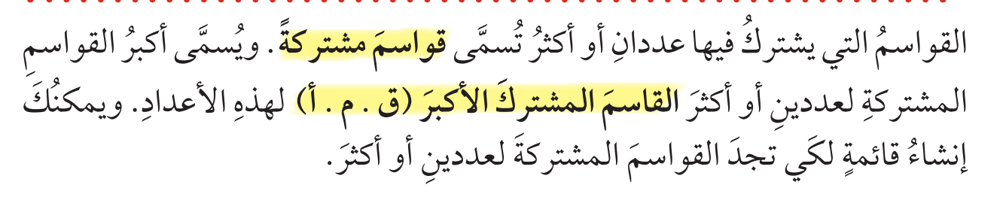 القواسمُ التي يشتركُ فيها عددانِ أو أكثرُ تُسمَّى قواسمَ مشتركةً. ويُسمَّى أكبرُ القواسمِ
المشتركةِ لعددينِ أو أكثرَ القاسمَ المشتركَ الأكبرَ (ق . م . أ) لهذهِ الأعدادِ. ويمكنُكَ
إنشاءُ قائمةٍ لكَي تجدَ القواسمَ المشتركةَ لعددينِ أو أكثرَ.